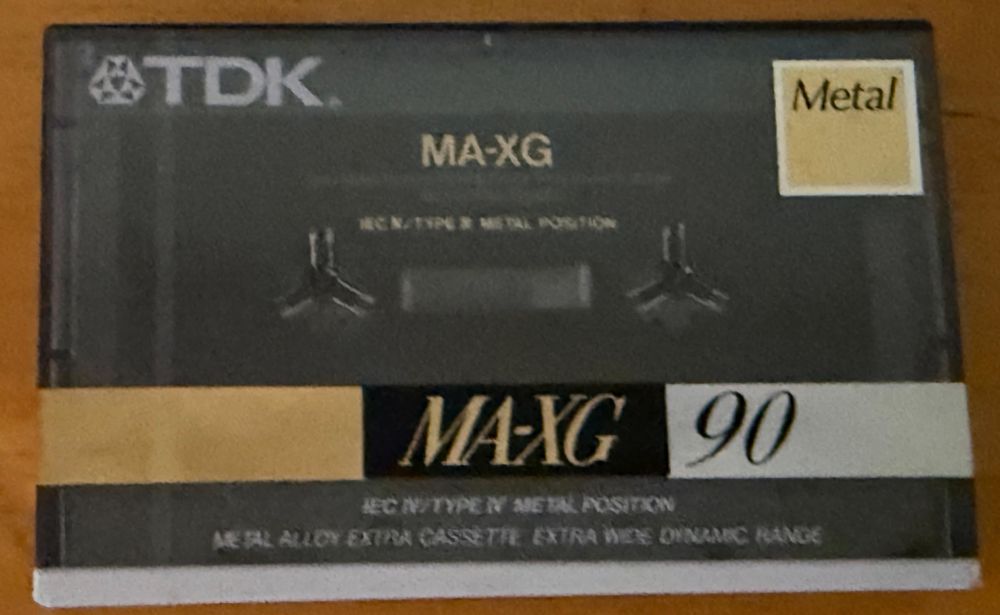 TDK
Metal
MA-XG
IEC IV/TYPE IV METAL POSITION
MA-XG 90
IEC IV/TYPE IV METAL POSITION
METAL ALLOY EXTRA CASSETTE EXTRA WIDE DYNAMIC RANGE